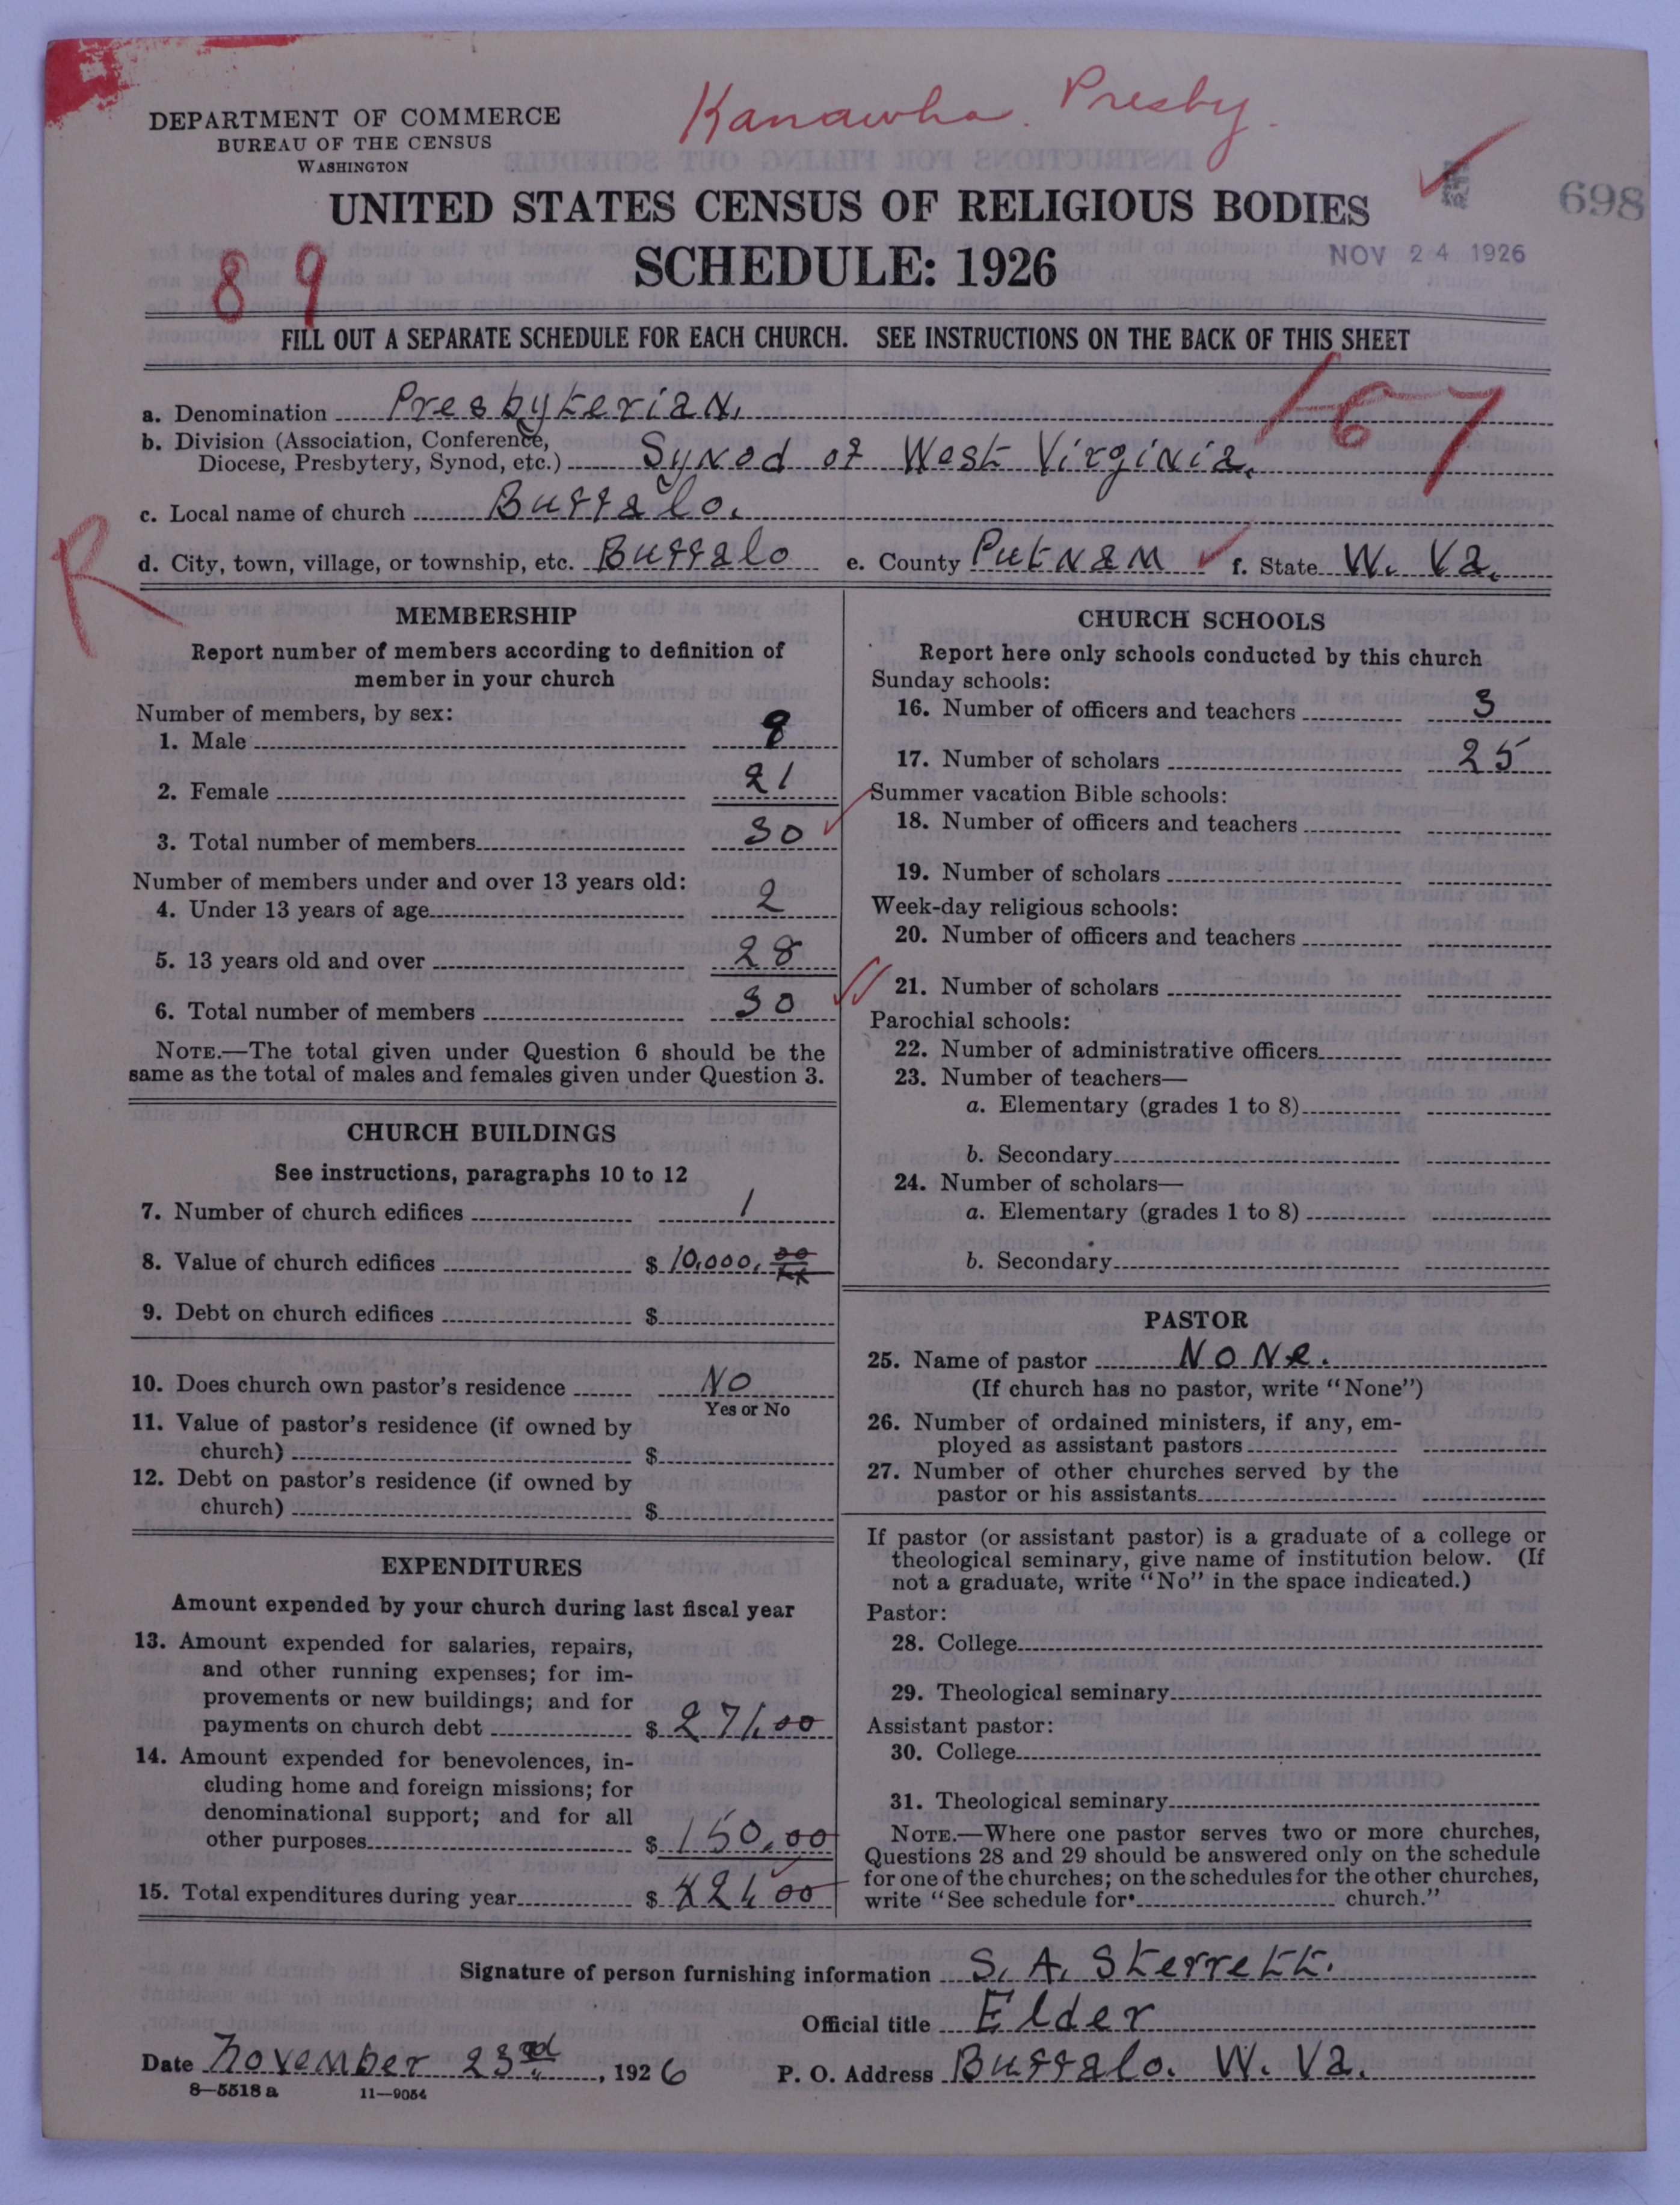 Kanawha Presby.
DEPARTMENT OF COMMERCE
BUREAU OF THE CENSUS
WASHINGTON
UNITED STATES CENSUS OF RELIGIOUS BODIES
698
SCHEDULE: 1926
NOV 24 1926
89
FILL OUT A SEPARATE SCHEDULE FOR EACH CHURCH. SEE INSTRUCTIONS ON THE BACK OF THIS SHEET
167
a. Denomination Presbyterian.
b. Division (Association, Conference,
Diocese, Presbytery, Synod, etc.) Synod of West Virginia.
c. Local name of church Buffalo.
R
d. City, town, village, or township, etc. Buffalo e. County Putnam f. State W. Va.
MEMBERSHIP
Report number of members according to definition of
member in your church
Number of members, by sex:
1. Male 9
2. Female 21
3. Total number of members 30
Number of members under and over 13 years old:
4. Under 13 years of age 2
5. 13 years old and over 28
6. Total number of members 30
NOTE.—The total given under Question 6 should be the
same as the total of males and females given under Question 3.
CHURCH BUILDINGS
See instructions, paragraphs 10 to 12
7. Number of church edifices 1
8. Value of church edifices $ 10,000.
9. Debt on church edifices $
10. Does church own pastor's residence No
Yes or No
11. Value of pastor's residence (if owned by
church) $
12. Debt on pastor's residence (if owned by
church) $
EXPENDITURES
Amount expended by your church during last fiscal year
13. Amount expended for salaries, repairs,
and other running expenses; for im-
provements or new buildings; and for
payments on church debt $ 271.00
14. Amount expended for benevolences, in-
cluding home and foreign missions; for
denominational support; and for all
other purposes $ 150.00
15. Total expenditures during year $ 421.00
CHURCH SCHOOLS
Report here only schools conducted by this church
Sunday schools:
16. Number of officers and teachers 3
17. Number of scholars 25
Summer vacation Bible schools:
18. Number of officers and teachers
19. Number of scholars
Week-day religious schools:
20. Number of officers and teachers
21. Number of scholars
Parochial schools:
22. Number of administrative officers
23. Number of teachers—
a. Elementary (grades 1 to 8)
b. Secondary
24. Number of scholars—
a. Elementary (grades 1 to 8)
b. Secondary
PASTOR
25. Name of pastor None.
(If church has no pastor, write "None")
26. Number of ordained ministers, if any, em-
ployed as assistant pastors
27. Number of other churches served by the
pastor or his assistants
If pastor (or assistant pastor) is a graduate of a college or
theological seminary, give name of institution below. (If
not a graduate, write "No" in the space indicated.)
Pastor:
28. College
29. Theological seminary
Assistant pastor:
30. College
31. Theological seminary
NOTE.—Where one pastor serves two or more churches,
Questions 28 and 29 should be answered only on the schedule
for one of the churches; on the schedules for the other churches,
write "See schedule for church."
Signature of person furnishing information S. A. Sterrett.
Official title Elder
Date November 23rd, 1926 P. O. Address Buffalo. W. Va.
8—5518 a 11—9054